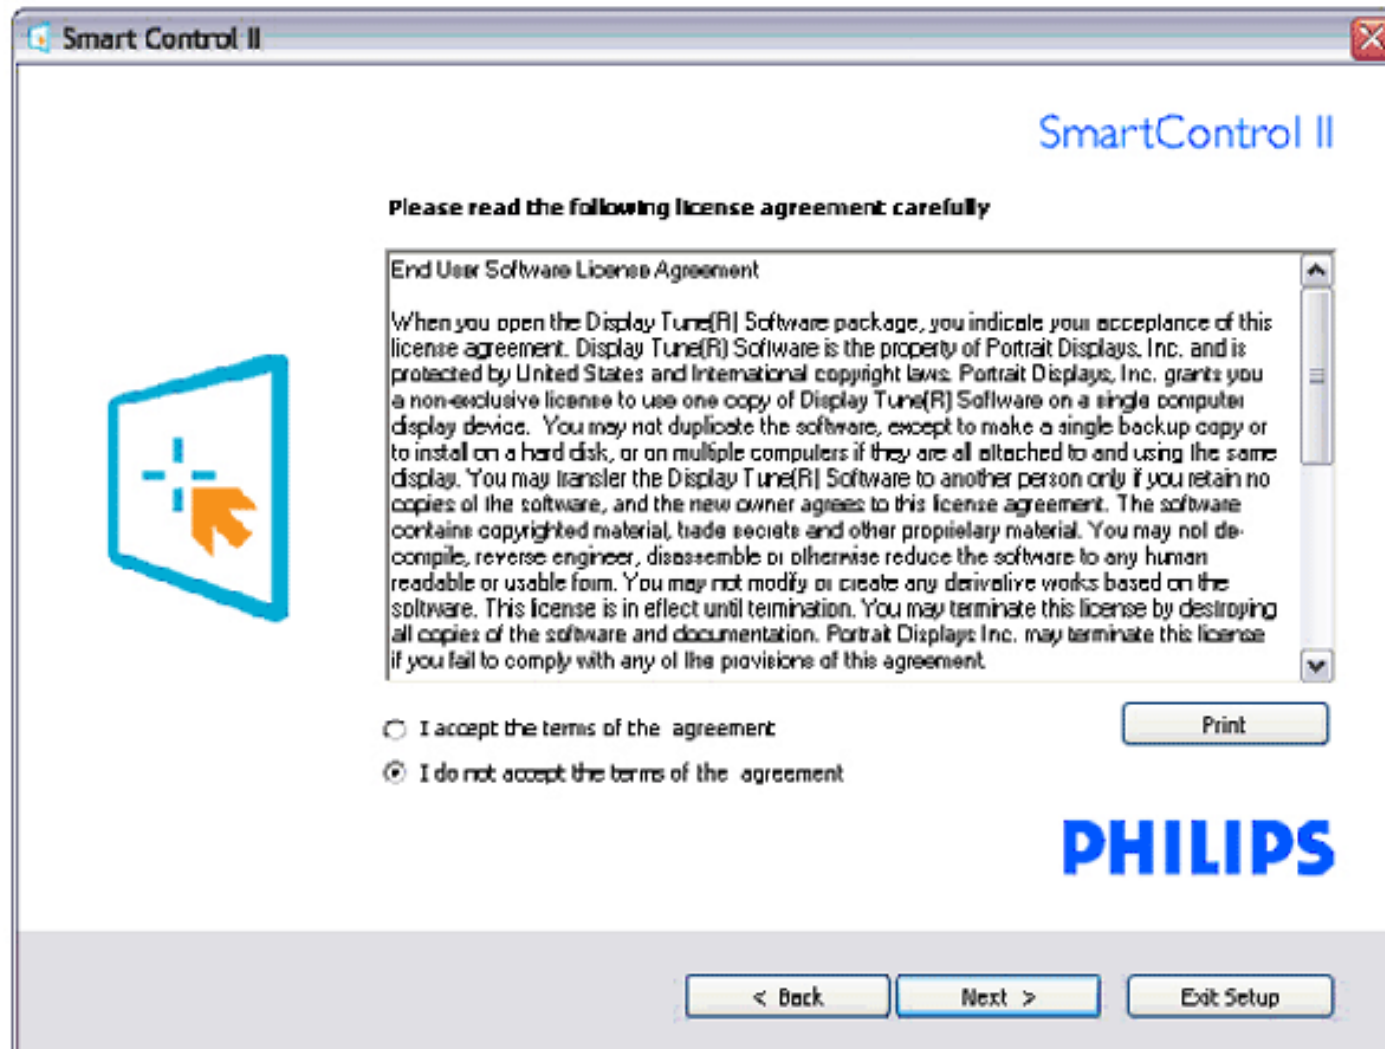 Smart Control II
SmartControl II
Please read the following license agreement carefully
End User Software License Agreement
When you open the Display Tune(R) Software package, you indicate your acceptance of this
license agreement. Display Tune(R) Software is the property of Portrait Displays, Inc. and is
protected by United States and International copyright laws. Portrait Displays, Inc. grants you
a non-exclusive license to use one copy of Display Tune(R) Software on a single computer
display device.  You may not duplicate the software, except to make a single backup copy or
to install on a hard disk, or on multiple computers if they are all attached to and using the same
display. You may transfer the Display Tune(R) Software to another person only if you retain no
copies of the software, and the new owner agrees to this license agreement. The software
contains copyrighted material, trade secrets and other proprietary material. You may not de-
compile, reverse engineer, disassemble or otherwise reduce the software to any human
readable or usable form. You may not modify or create any derivative works based on the
software. This license is in effect until termination. You may terminate this license by destroying
all copies of the software and documentation. Portrait Displays Inc. may terminate this license
if you fail to comply with any of the provisions of this agreement.
I accept the terms of the  agreement
Print
I do not accept the terms of the  agreement
PHILIPS
< Back
Next >
Exit Setup